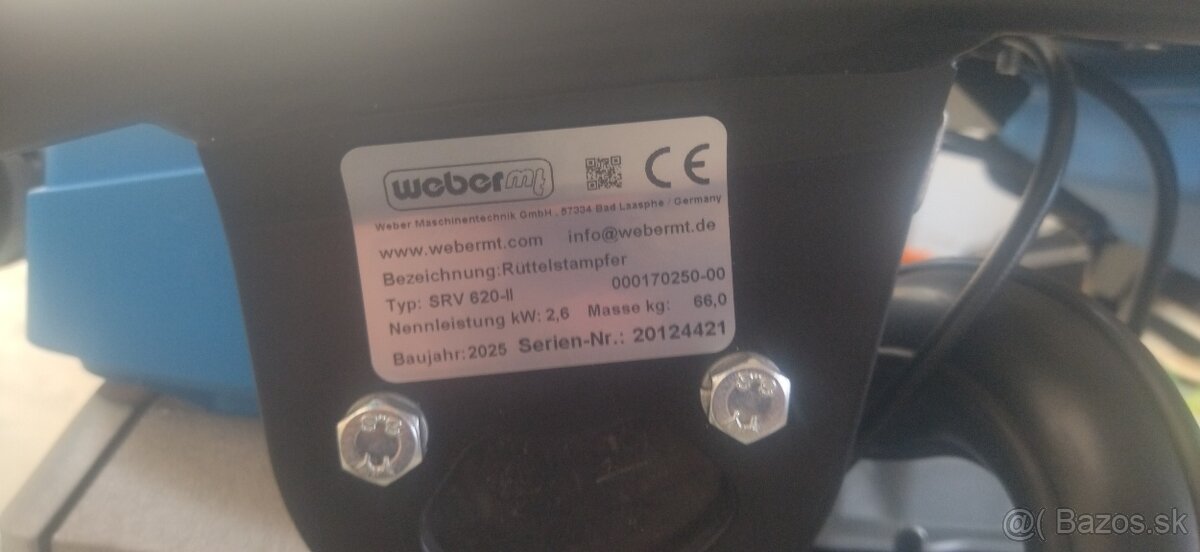 webermt CE
Weber Maschinentechnik GmbH , 57334 Bad Laasphe / Germany
www.webermt.com info@webermt.de
Bezeichnung:Rüttelstampfer
Typ: SRV 620-II 000170250-00
Nennleistung kW: 2,6 Masse kg: 66,0
Baujahr: 2025 Serien-Nr.: 20124421
@( Bazos.sk